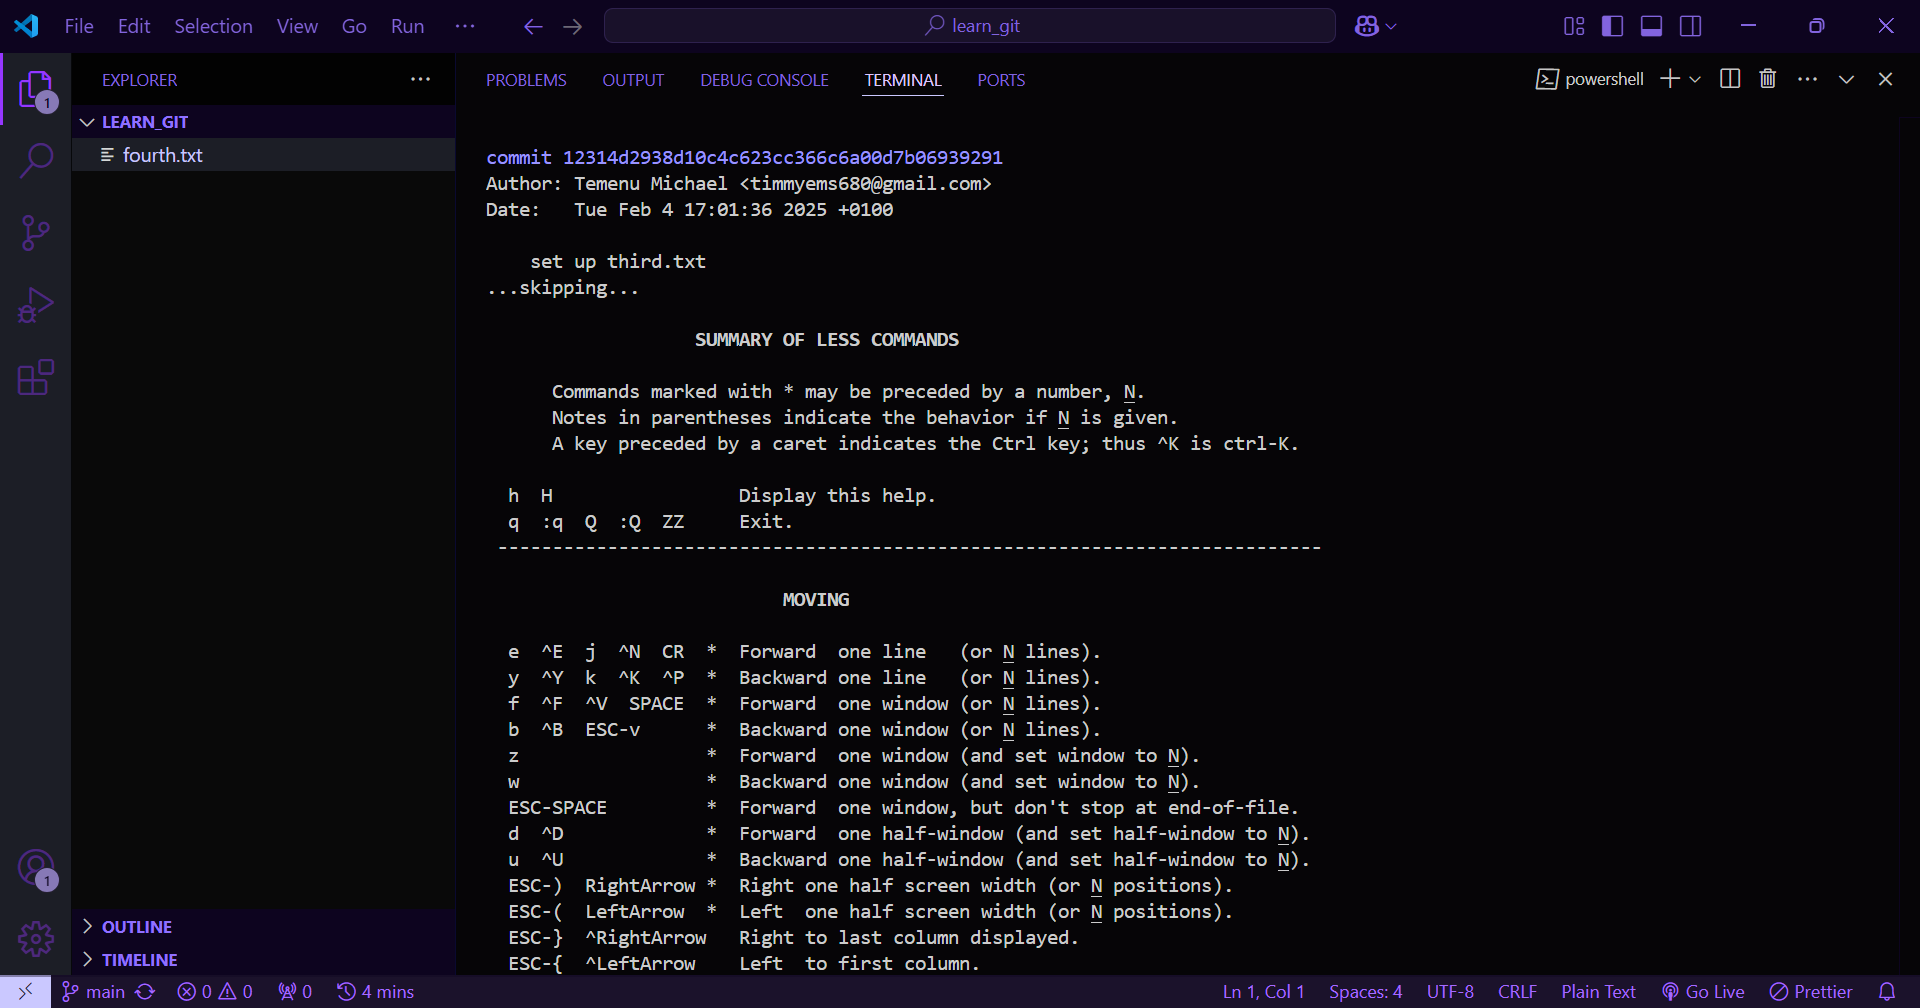 File Edit Selection View Go Run ··· learn_git
EXPLORER ···
LEARN_GIT
fourth.txt
1
1
OUTLINE
TIMELINE
PROBLEMS OUTPUT DEBUG CONSOLE TERMINAL PORTS powershell ···
commit 12314d2938d10c4c623cc366c6a00d7b06939291
Author: Temenu Michael <timmyems680@gmail.com>
Date:   Tue Feb 4 17:01:36 2025 +0100
set up third.txt
...skipping...
SUMMARY OF LESS COMMANDS
Commands marked with * may be preceded by a number, N.
Notes in parentheses indicate the behavior if N is given.
A key preceded by a caret indicates the Ctrl key; thus ^K is ctrl-K.
h  H                 Display this help.
q  :q  Q  :Q  ZZ     Exit.
---------------------------------------------------------------------------
MOVING
e  ^E  j  ^N  CR  *  Forward  one line   (or N lines).
y  ^Y  k  ^K  ^P  *  Backward one line   (or N lines).
f  ^F  ^V  SPACE  *  Forward  one window (or N lines).
b  ^B  ESC-v      *  Backward one window (or N lines).
z                 *  Forward  one window (and set window to N).
w                 *  Backward one window (and set window to N).
ESC-SPACE         *  Forward  one window, but don't stop at end-of-file.
d  ^D             *  Forward  one half-window (and set half-window to N).
u  ^U             *  Backward one half-window (and set half-window to N).
ESC-)  RightArrow *  Right one half screen width (or N positions).
ESC-(  LeftArrow  *  Left  one half screen width (or N positions).
ESC-}  ^RightArrow   Right to last column displayed.
ESC-{  ^LeftArrow    Left  to first column.
main 0 0 0 4 mins Ln 1, Col 1 Spaces: 4 UTF-8 CRLF Plain Text Go Live Prettier